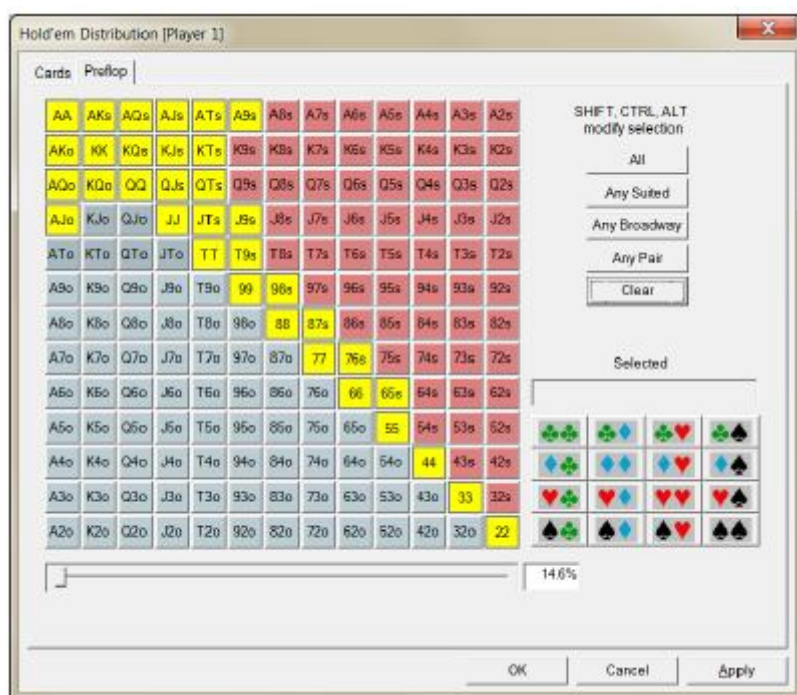 Hold'em Distribution [Player 1]
Cards Preflop
AA AKs AQs AJs ATs A9s A8s A7s A6s A5s A4s A3s A2s
AKo KK KQs KJs KTs K9s K8s K7s K6s K5s K4s K3s K2s
AQo KQo QQ QJs QTs Q9s Q8s Q7s Q6s Q5s Q4s Q3s Q2s
AJo KJo QJo JJ JTs J9s J8s J7s J6s J5s J4s J3s J2s
ATo KTo QTo JTo TT T9s T8s T7s T6s T5s T4s T3s T2s
A9o K9o Q9o J9o T9o 99 98s 97s 96s 95s 94s 93s 92s
A8o K8o Q8o J8o T8o 98o 88 87s 86s 85s 84s 83s 82s
A7o K7o Q7o J7o T7o 97o 87o 77 76s 75s 74s 73s 72s
A6o K6o Q6o J6o T6o 96o 86o 76o 66 65s 64s 63s 62s
A5o K5o Q5o J5o T5o 95o 85o 75o 65o 55 54s 53s 52s
A4o K4o Q4o J4o T4o 94o 84o 74o 64o 54o 44 43s 42s
A3o K3o Q3o J3o T3o 93o 83o 73o 63o 53o 43o 33 32s
A2o K2o Q2o J2o T2o 92o 82o 72o 62o 52o 42o 32o 22
SHIFT, CTRL, ALT
modify selection
All
Any Suited
Any Broadway
Any Pair
Clear
Selected
14.6%
OK Cancel Apply